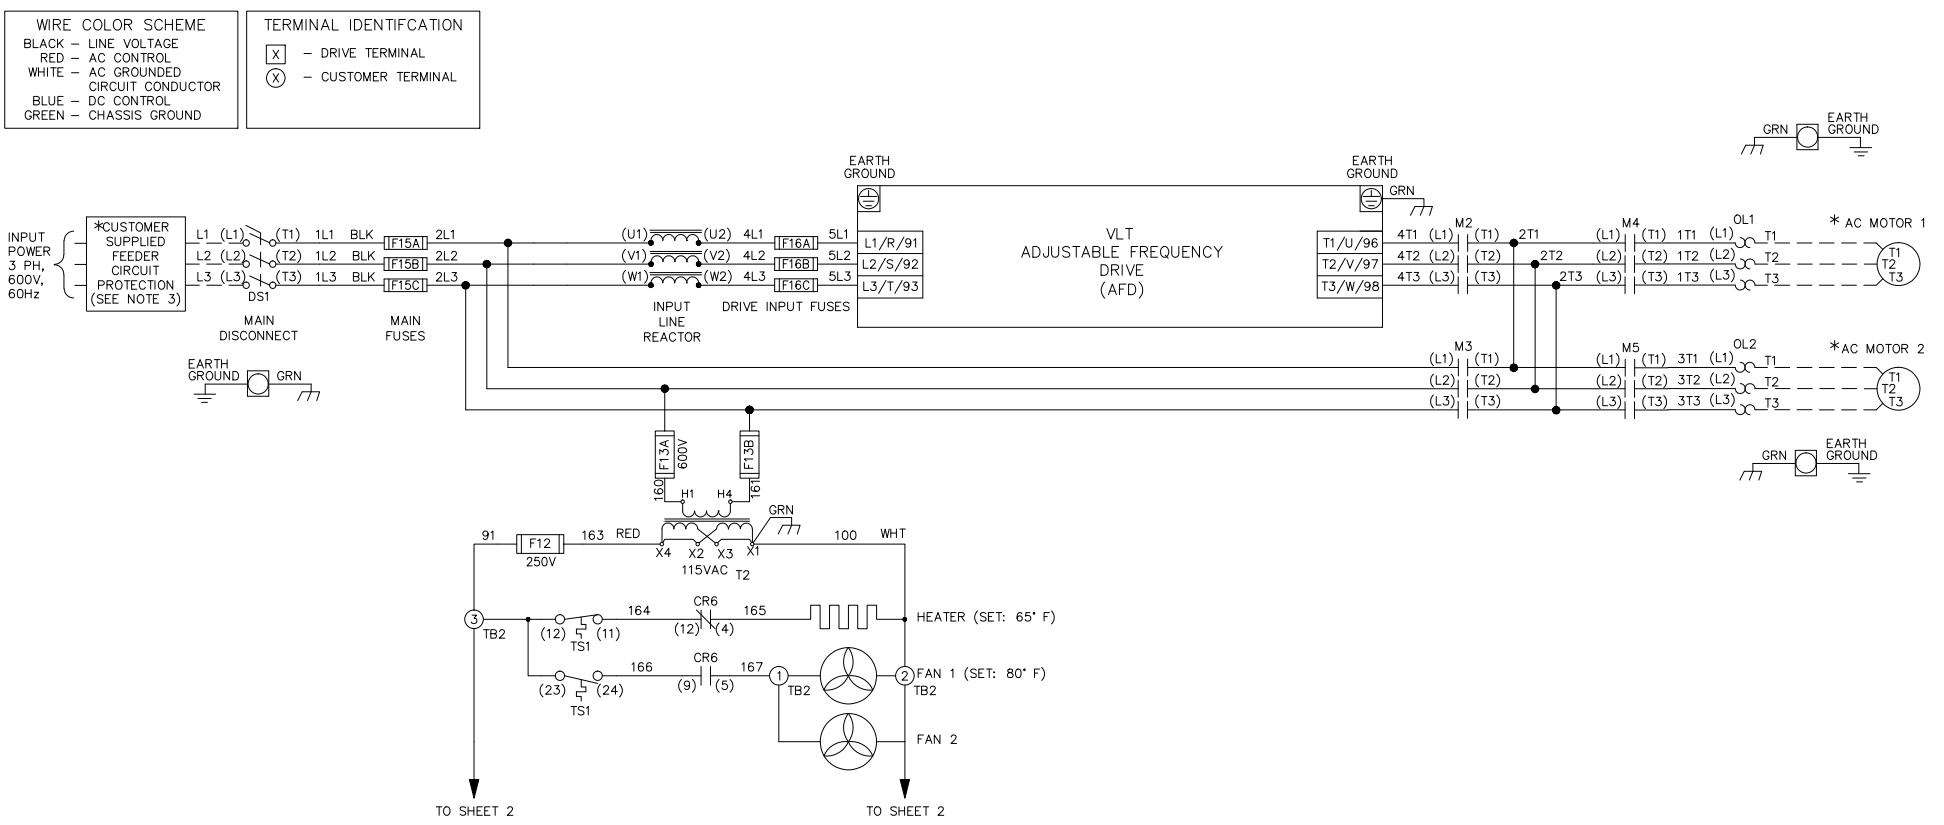 WIRE COLOR SCHEME
BLACK – LINE VOLTAGE
RED – AC CONTROL
WHITE – AC GROUNDED
CIRCUIT CONDUCTOR
BLUE – DC CONTROL
GREEN – CHASSIS GROUND
TERMINAL IDENTIFCATION
X – DRIVE TERMINAL
X – CUSTOMER TERMINAL
GRN
EARTH
GROUND
EARTH
GROUND
EARTH
GROUND
GRN
INPUT
POWER
3 PH,
600V,
60Hz
*CUSTOMER
SUPPLIED
FEEDER
CIRCUIT
PROTECTION
(SEE NOTE 3)
L1 (L1) (T1) 1L1 BLK F15A 2L1 (U1) (U2) 4L1 F16A 5L1 L1/R/91
L2 (L2) (T2) 1L2 BLK F15B 2L2 (V1) (V2) 4L2 F16B 5L2 L2/S/92
L3 (L3) (T3) 1L3 BLK F15C 2L3 (W1) (W2) 4L3 F16C 5L3 L3/T/93
DS1
MAIN
DISCONNECT
MAIN
FUSES
INPUT
LINE
REACTOR
DRIVE INPUT FUSES
VLT
ADJUSTABLE FREQUENCY
DRIVE
(AFD)
M2 M4 OL1 * AC MOTOR 1
T1/U/96 4T1 (L1) (T1) 2T1 (L1) (T1) 1T1 (L1) T1 T1
T2/V/97 4T2 (L2) (T2) 2T2 (L2) (T2) 1T2 (L2) T2 T2
T3/W/98 4T3 (L3) (T3) 2T3 (L3) (T3) 1T3 (L3) T3 T3
M3 M5 OL2 *AC MOTOR 2
(L1) (T1) (L1) (T1) 3T1 (L1) T1 T1
(L2) (T2) (L2) (T2) 3T2 (L2) T2 T2
(L3) (T3) (L3) (T3) 3T3 (L3) T3 T3
EARTH
GROUND GRN
GRN
EARTH
GROUND
F13A
600V
F13B
160
H1 H4
161
GRN
91 F12 163 RED
250V
X4 X2 X3 X1
100 WHT
115VAC T2
3
TB2
(12) (11)
TS1
164
CR6
(12) (4)
165
HEATER (SET: 65° F)
(23) (24)
TS1
166
CR6
(9) (5)
167
1
TB2
2
TB2
FAN 1 (SET: 80° F)
FAN 2
TO SHEET 2
TO SHEET 2